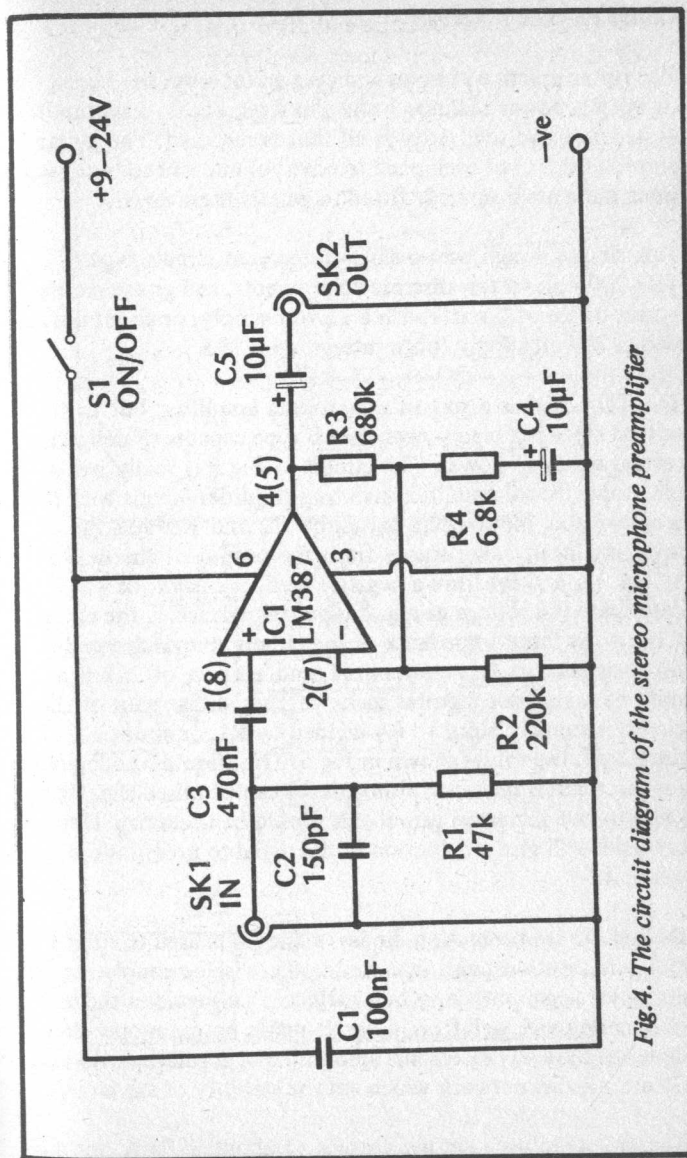 +9–24V
S1
ON/OFF
C5
10µF
SK2
OUT
6
4(5)
R3
680k
IC1
LM387
+
−
3
1(8)
2(7)
C3
470nF
R4
6.8k
C4
10µF
+
+
SK1
IN
C2
150pF
R2
220k
R1
47k
C1
100nF
-ve
Fig.4. The circuit diagram of the stereo microphone preamplifier